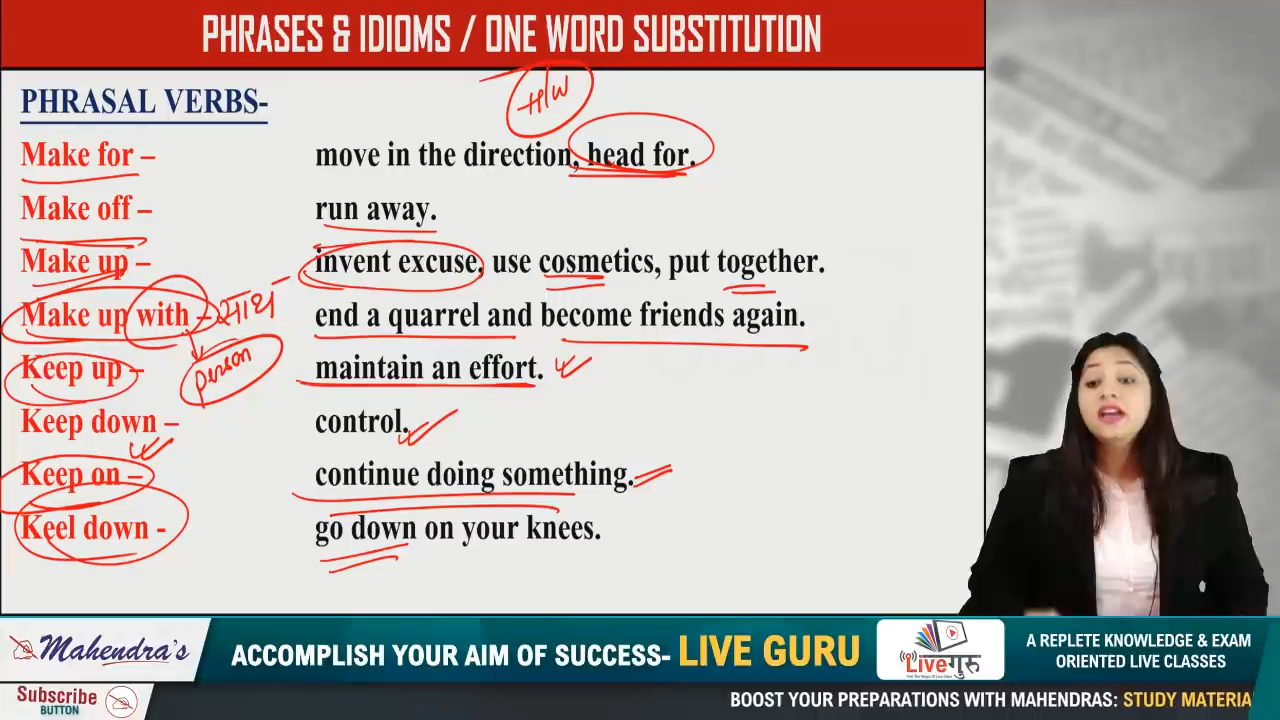 PHRASES & IDIOMS / ONE WORD SUBSTITUTION
H/W
PHRASAL VERBS-
Make for – move in the direction, head for.
Make off – run away.
Make up – invent excuse, use cosmetics, put together.
Make up with – साथ end a quarrel and become friends again.
person
Keep up – maintain an effort.
Keep down – control.
Keep on – continue doing something.
Keel down - go down on your knees.
Mahendra's
ACCOMPLISH YOUR AIM OF SUCCESS- LIVE GURU
Liveगुरु
A REPLETE KNOWLEDGE & EXAM
ORIENTED LIVE CLASSES
Subscribe
BUTTON
BOOST YOUR PREPARATIONS WITH MAHENDRAS: STUDY MATERIA